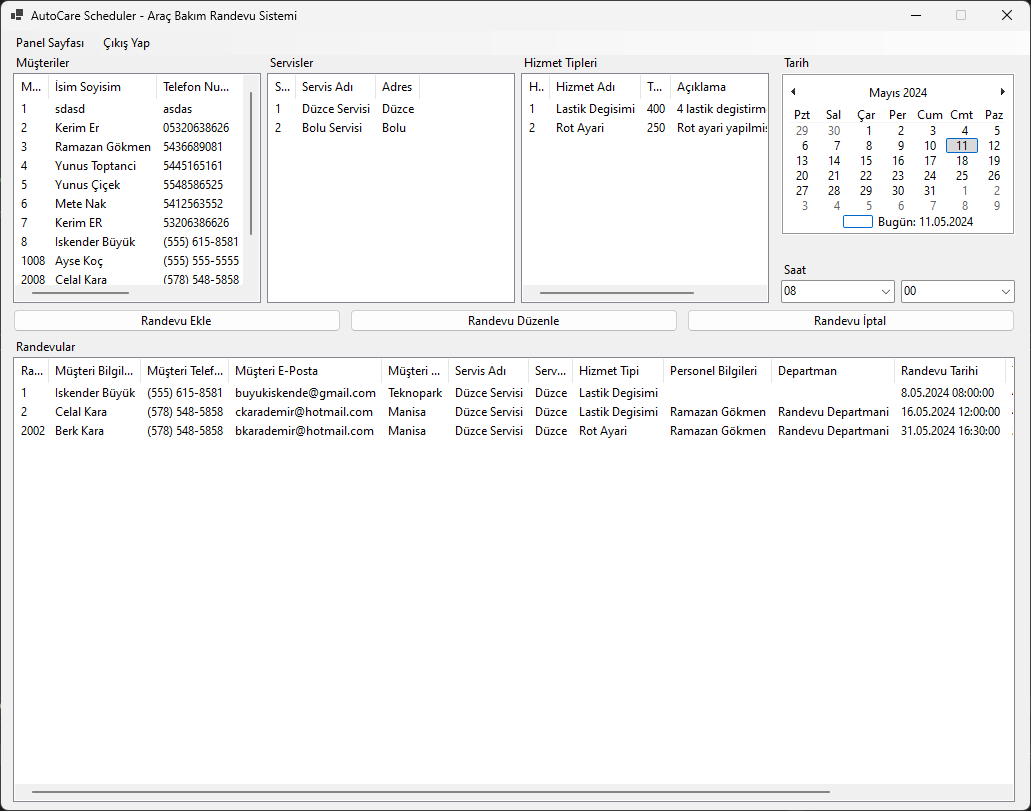 AutoCare Scheduler - Araç Bakım Randevu Sistemi
Panel Sayfası Çıkış Yap
Müşteriler
M... İsim Soyisim Telefon Nu...
1 sdasd asdas
2 Kerim Er 05320638626
3 Ramazan Gökmen 5436689081
4 Yunus Toptanci 5445165161
5 Yunus Çiçek 5548586525
6 Mete Nak 5412563552
7 Kerim ER 53206386626
8 Iskender Büyük (555) 615-8581
1008 Ayse Koç (555) 555-5555
2008 Celal Kara (578) 548-5858
Servisler
S... Servis Adı Adres
1 Düzce Servisi Düzce
2 Bolu Servisi Bolu
Hizmet Tipleri
H.. Hizmet Adı T... Açıklama
1 Lastik Degisimi 400 4 lastik degistirm
2 Rot Ayari 250 Rot ayari yapilmis
Tarih
Mayıs 2024
Pzt Sal Çar Per Cum Cmt Paz
29 30 1 2 3 4 5
6 7 8 9 10 11 12
13 14 15 16 17 18 19
20 21 22 23 24 25 26
27 28 29 30 31 1 2
3 4 5 6 7 8 9
Bugün: 11.05.2024
Saat
08 00
Randevu Ekle Randevu Düzenle Randevu İptal
Randevular
Ra... Müşteri Bilgil... Müşteri Telef... Müşteri E-Posta Müşteri ... Servis Adı Serv... Hizmet Tipi Personel Bilgileri Departman Randevu Tarihi
1 Iskender Büyük (555) 615-8581 buyukiskende@gmail.com Teknopark Düzce Servisi Düzce Lastik Degisimi 8.05.2024 08:00:00
2 Celal Kara (578) 548-5858 ckarademir@hotmail.com Manisa Düzce Servisi Düzce Lastik Degisimi Ramazan Gökmen Randevu Departmani 16.05.2024 12:00:00
2002 Berk Kara (578) 548-5858 bkarademir@hotmail.com Manisa Düzce Servisi Düzce Rot Ayari Ramazan Gökmen Randevu Departmani 31.05.2024 16:30:00